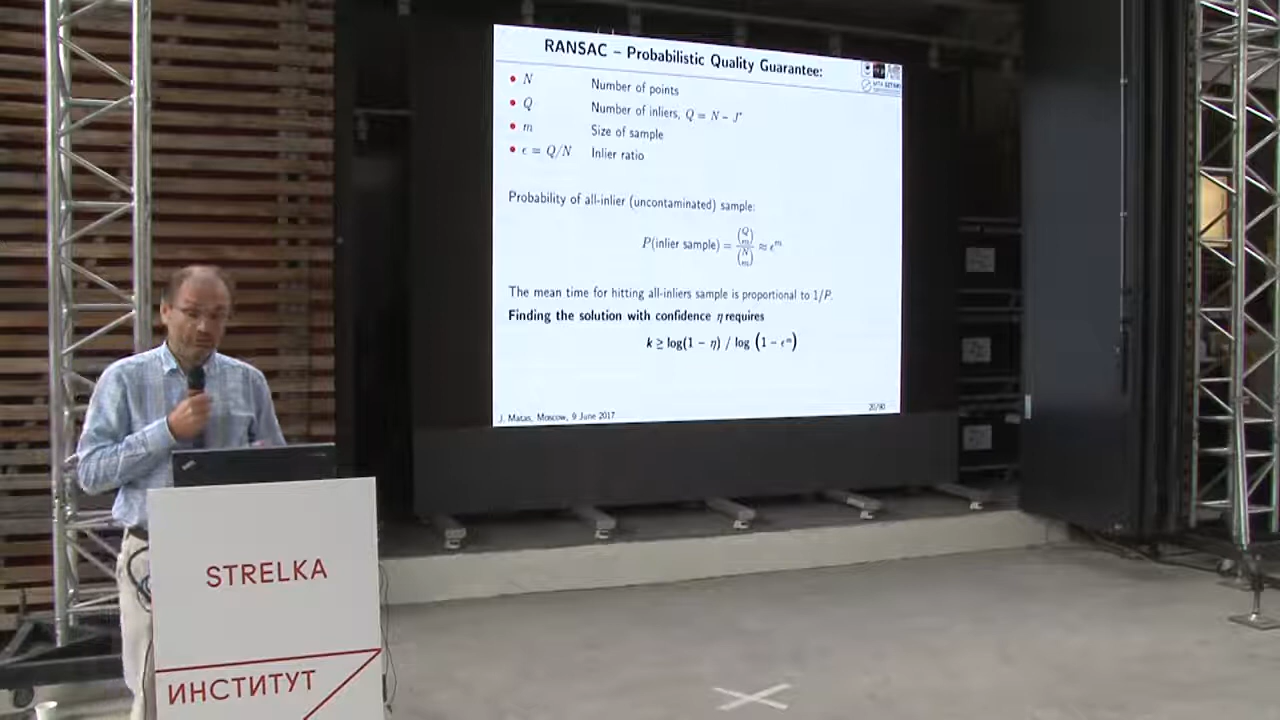 RANSAC – Probabilistic Quality Guarantee:
• N Number of points
• Q Number of inliers, Q = N − J*
• m Size of sample
• ϵ = Q/N Inlier ratio
Probability of all-inlier (uncontaminated) sample:
P(inlier sample) = (Q m) / (N m) ≈ ϵ^m
The mean time for hitting all-inliers sample is proportional to 1/P.
Finding the solution with confidence η requires
k ≥ log(1 − η) / log (1 − ϵ^m)
J. Matas, Moscow, 9 June 2017
20/90
STRELKA
ИНСТИТУТ